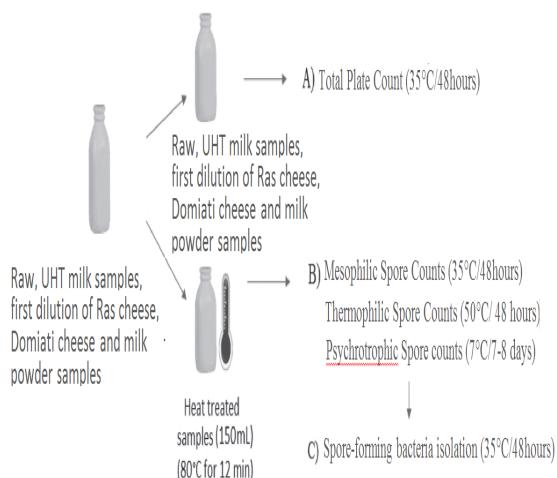 A) Total Plate Count (35°C/48hours)
Raw, UHT milk samples,
first dilution of Ras cheese,
Domiati cheese and milk
powder samples
Raw, UHT milk samples,
first dilution of Ras cheese,
Domiati cheese and milk
powder samples
B) Mesophilic Spore Counts (35°C/48hours)
Thermophilic Spore Counts (50°C/ 48 hours)
Psychrotrophic Spore counts (7°C/7-8 days)
Heat treated
samples (150mL)
(80°C for 12 min)
C) Spore-forming bacteria isolation (35°C/48hours)